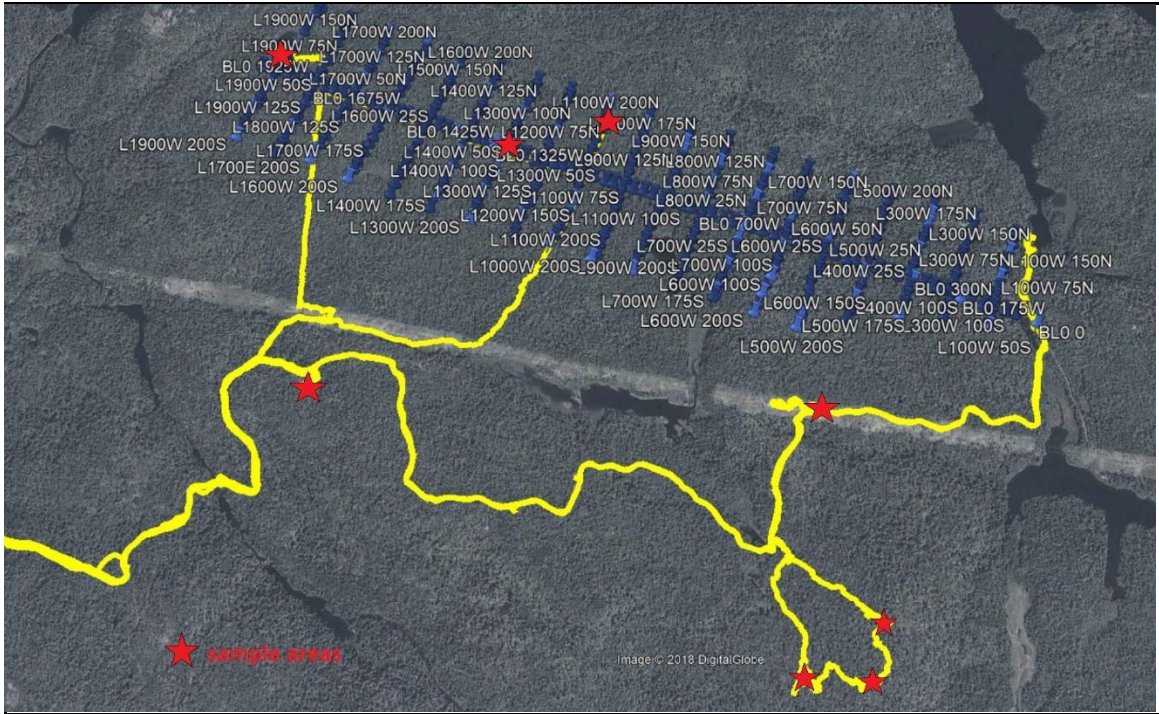 L1900W 150N
L1700W 200N
L1900W 75N
L1700W 125N
L1600W 200N
BL0 1925W
L1500W 150N
L1900W 50S
L1700W 50N
L1400W 125N
L1100W 200N
L1900W 125S
BL0 1675W
L1300W 100N
00W 175N
L1800W 125S
L1600W 25S
BL0 1425W
L1200W 75N
L900W 150N
L1900W 200S
L1700W 175S
L1400W 50S
BL0 1325W
L900W 125N
L800W 125N
L1700E 200S
L1400W 100S
L1300W 50S
L800W 75N
L700W 150N
L1600W 200S
L1300W 125S
L1100W 75S
L800W 25N
L700W 75N
L500W 200N
L1400W 175S
L1200W 150S
L1100W 100S
BL0 700W
L600W 50N
L300W 175N
L1300W 200S
L1100W 200S
L700W 25S
L600W 25S
L500W 25N
L300W 150N
L1000W 200S
L900W 200S
L700W 100S
L400W 25S
L300W 75N
L100W 150N
L600W 100S
BL0 300N
L100W 75N
L700W 175S
L600W 150S
L400W 100S
BL0 175W
L600W 200S
L500W 175S
L300W 100S
BL0 0
L500W 200S
L100W 50S
sample areas
Image © 2018 DigitalGlobe